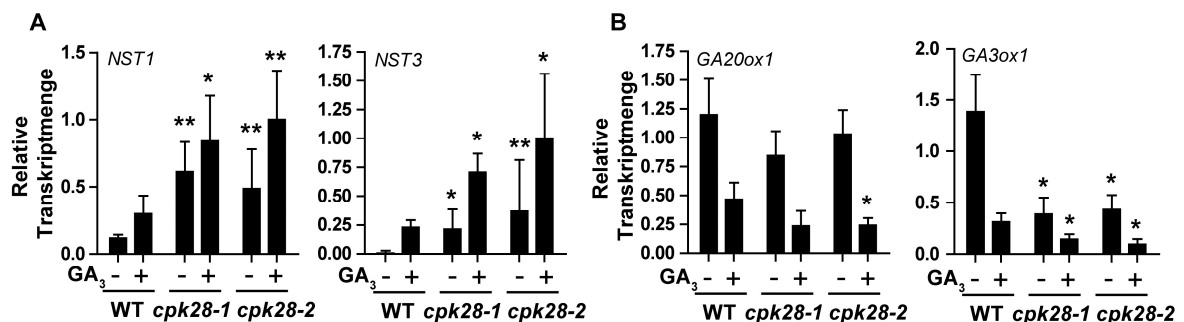 A
B
NST1
NST3
GA20ox1
GA3ox1
Relative
Transkriptmenge
1.5
1.0
0.5
0.0
** * ** **
1.75
1.50
1.25
1.00
0.75
0.50
0.25
0.00
* * ** *
Relative
Transkriptmenge
1.75
1.50
1.25
1.00
0.75
0.50
0.25
0.00
*
2.0
1.5
1.0
0.5
0.0
* * * *
GA3 - + - + - +
- + - + - +
GA3 - + - + - +
- + - + - +
WT cpk28-1 cpk28-2
WT cpk28-1 cpk28-2
WT cpk28-1 cpk28-2
WT cpk28-1 cpk28-2